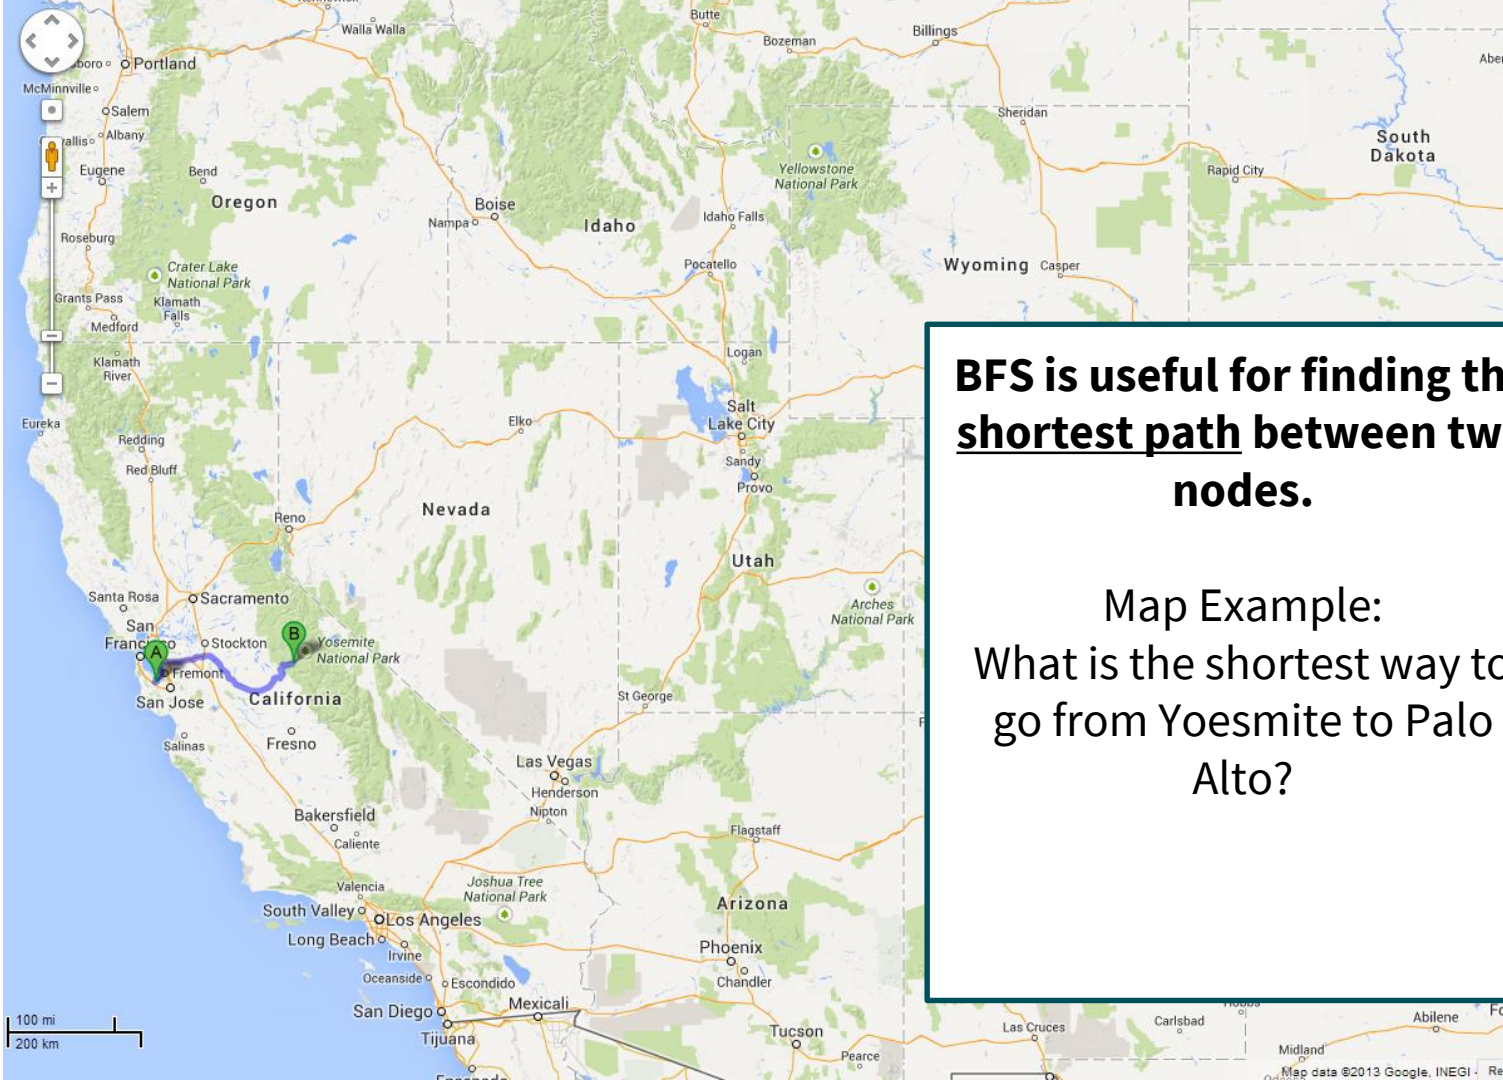 Butte
Walla Walla
Billings
Bozeman
Portland
McMinnville
Salem
Albany
Sheridan
South
Dakota
Eugene
Bend
Yellowstone
National Park
Rapid City
Oregon
Boise
Nampa
Idaho
Idaho Falls
Roseburg
Crater Lake
National Park
Pocatello
Wyoming
Casper
Grants Pass
Klamath
Falls
Medford
Klamath
River
Logan
Eureka
Redding
Red Bluff
Elko
Salt
Lake City
Sandy
Provo
Nevada
Reno
Utah
Santa Rosa
Sacramento
San
Francisco
A
Stockton
B
Yosemite
National Park
Fremont
San Jose
California
Arches
National Park
St George
Salinas
Fresno
Las Vegas
Henderson
Nipton
Bakersfield
Caliente
Flagstaff
Valencia
Joshua Tree
National Park
South Valley
Los Angeles
Long Beach
Irvine
Arizona
Phoenix
Chandler
Oceanside
Escondido
San Diego
Mexicali
Tijuana
Tucson
Pearce
Las Cruces
Carlsbad
Abilene
Midland
100 mi
200 km
BFS is useful for finding th
shortest path between tw
nodes.
Map Example:
What is the shortest way to
go from Yoesmite to Palo
Alto?
Map data ©2013 Google, INEGI -